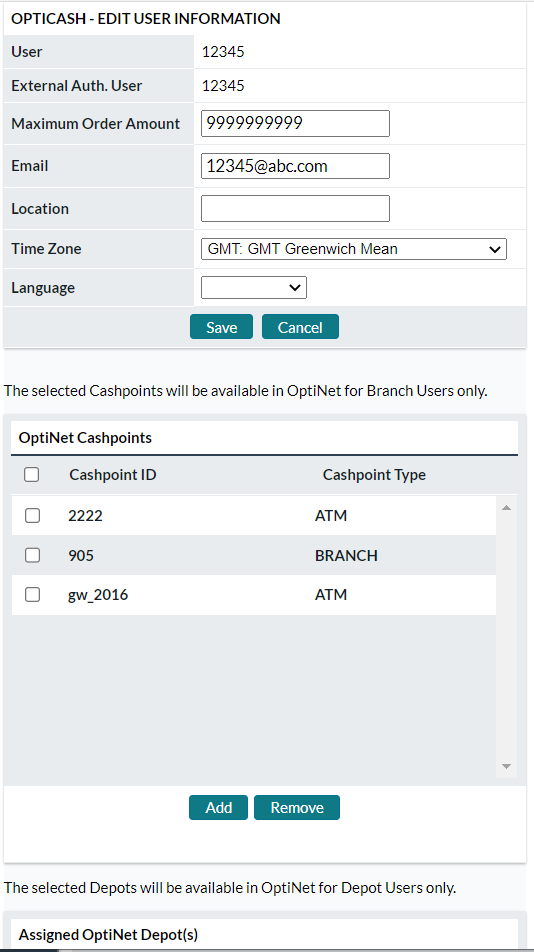 OPTICASH - EDIT USER INFORMATION
User 12345
External Auth. User 12345
Maximum Order Amount 9999999999
Email 12345@abc.com
Location
Time Zone GMT: GMT Greenwich Mean
Language
Save Cancel
The selected Cashpoints will be available in OptiNet for Branch Users only.
OptiNet Cashpoints
Cashpoint ID Cashpoint Type
2222 ATM
905 BRANCH
gw_2016 ATM
Add Remove
The selected Depots will be available in OptiNet for Depot Users only.
Assigned OptiNet Depot(s)